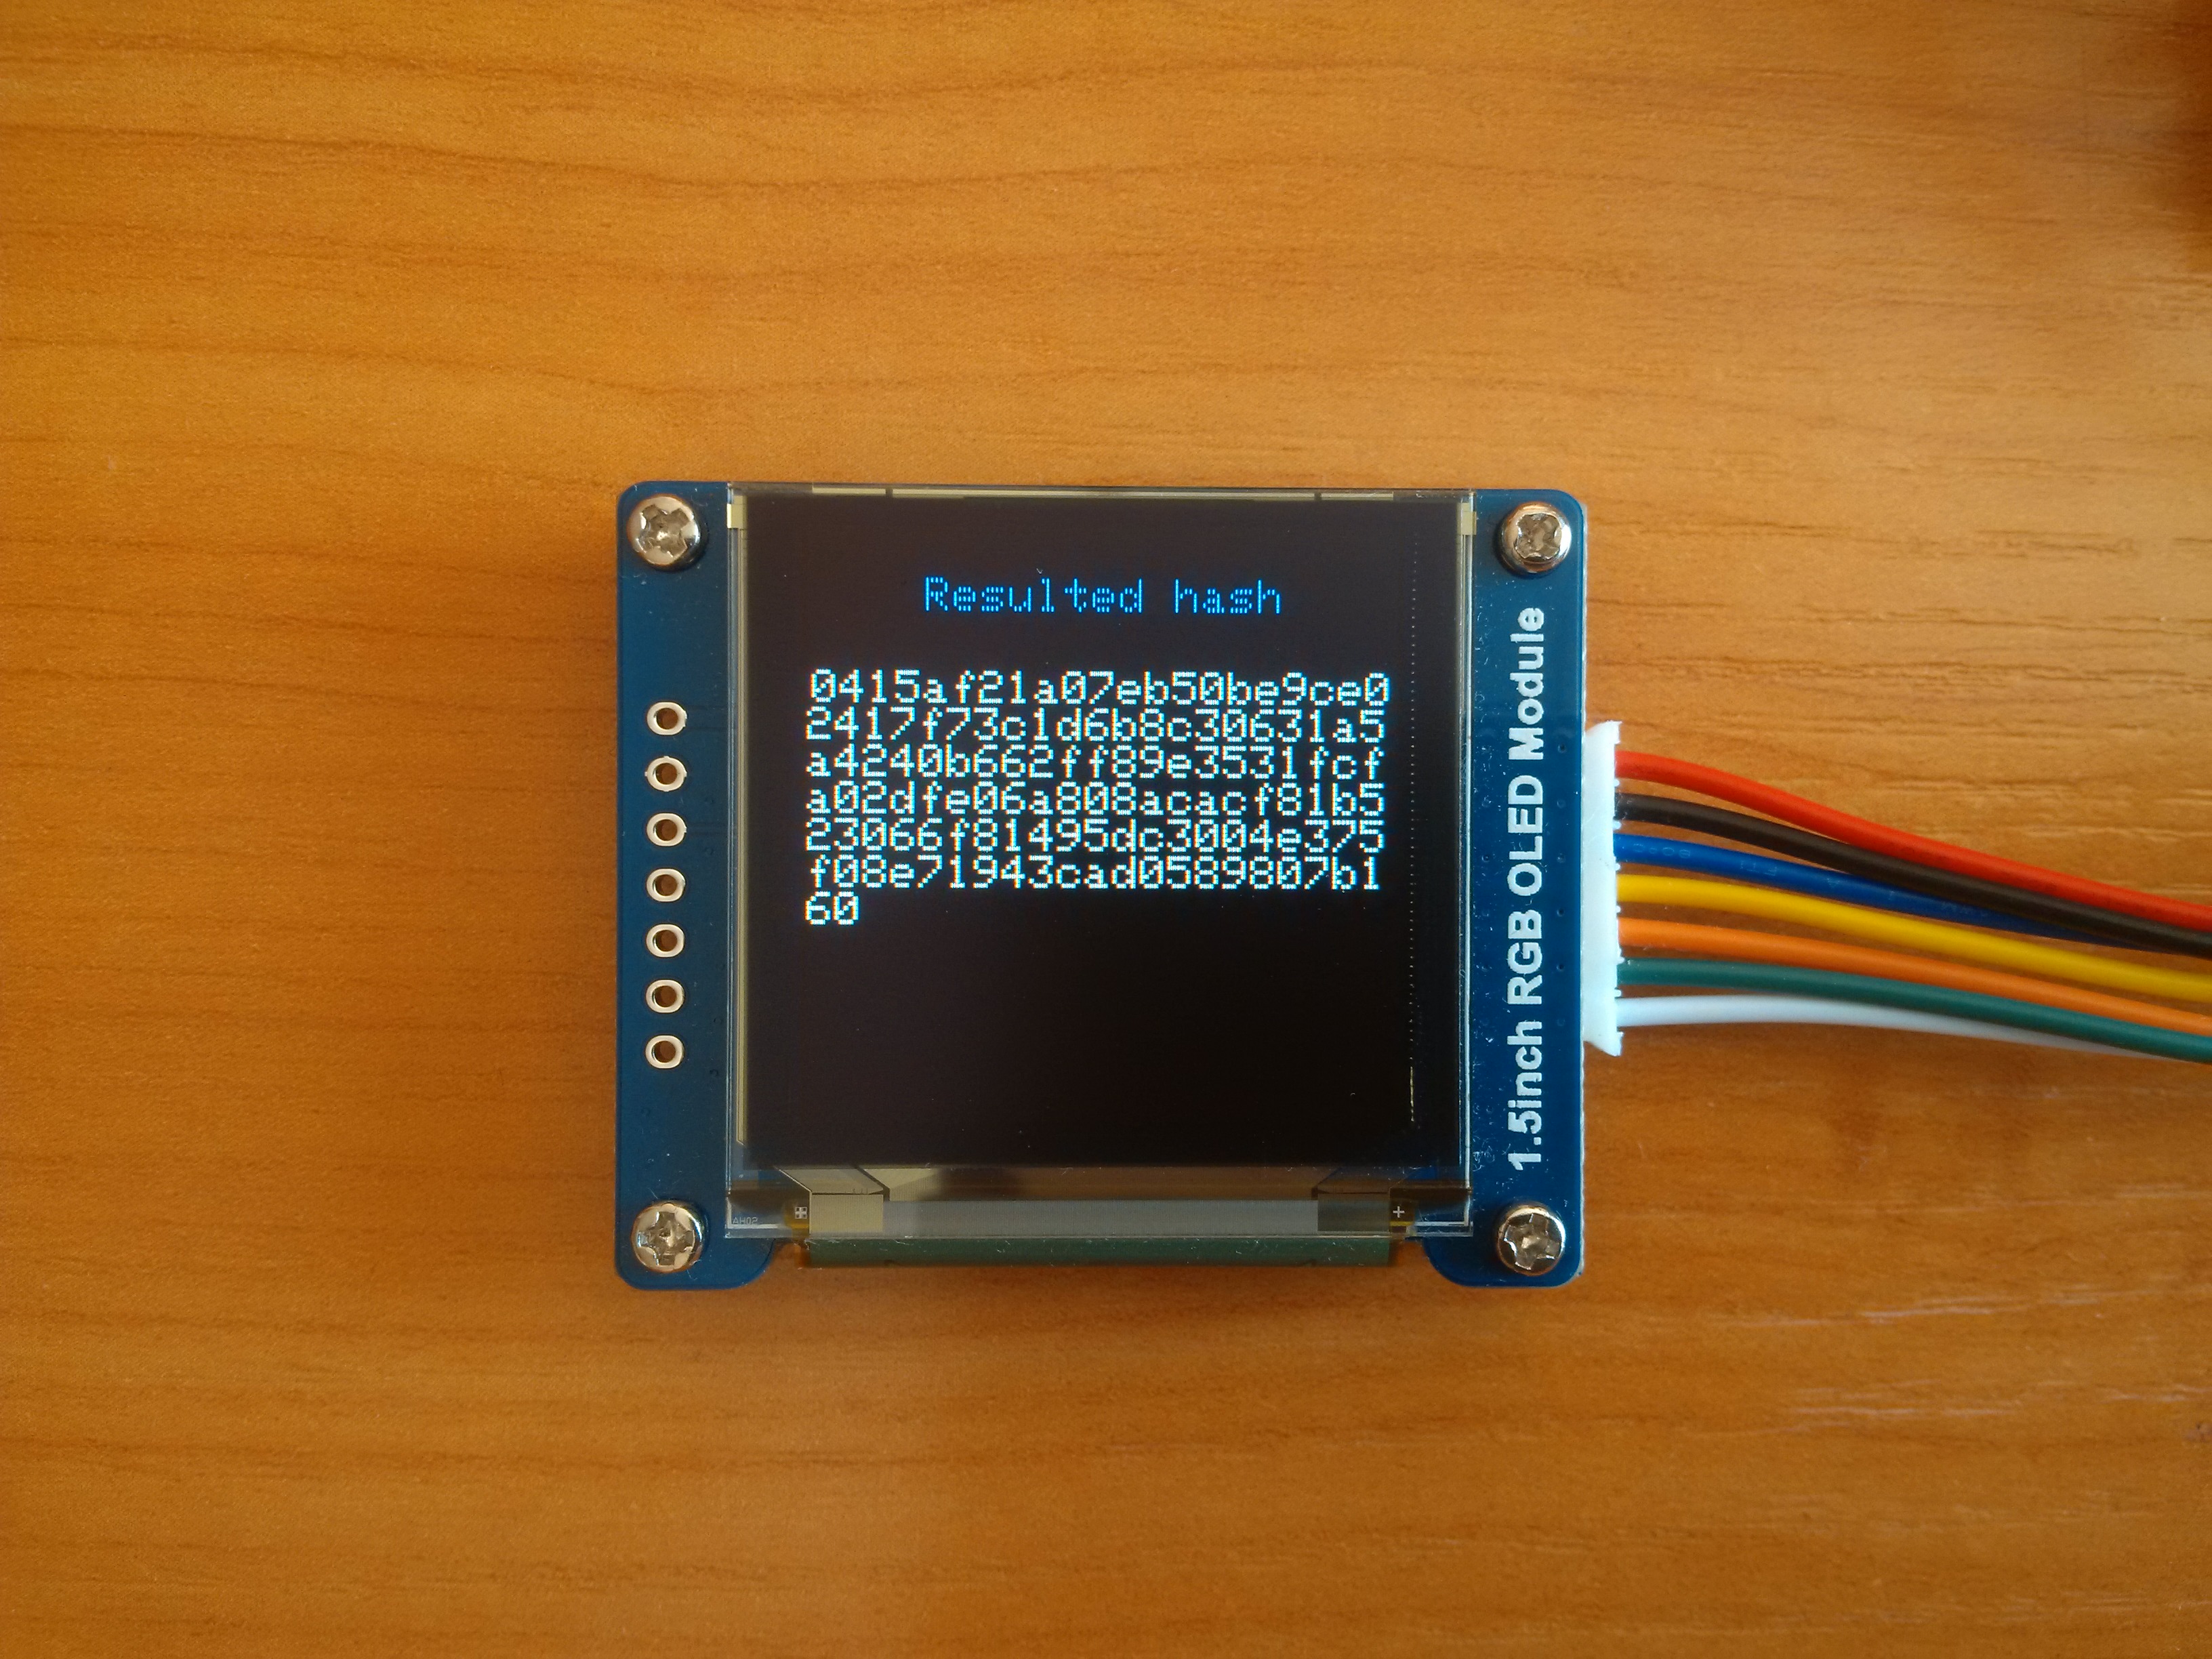 Resulted hash
0415af21a07eb50be9ce0
2417f73c1d6b8c30631a5
a4240b662ff89e3531fcf
a02dfe06a808acacf81b5
23066f81495dc3004e375
f08e71943cad0589807b1
60
1.5inch RGB OLED Module